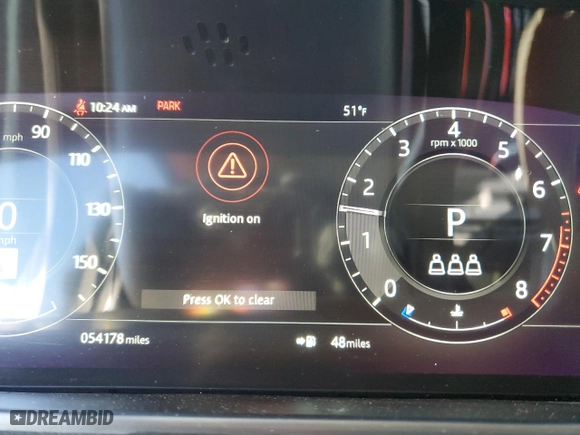 10:24 AM PARK 51°F
mph 90
110
130
150
0
mph
Ignition on
Press OK to clear
054178 miles
48 miles
4
3 5
rpm x 1000
2 6
P
1 7
0 8
DREAMBID